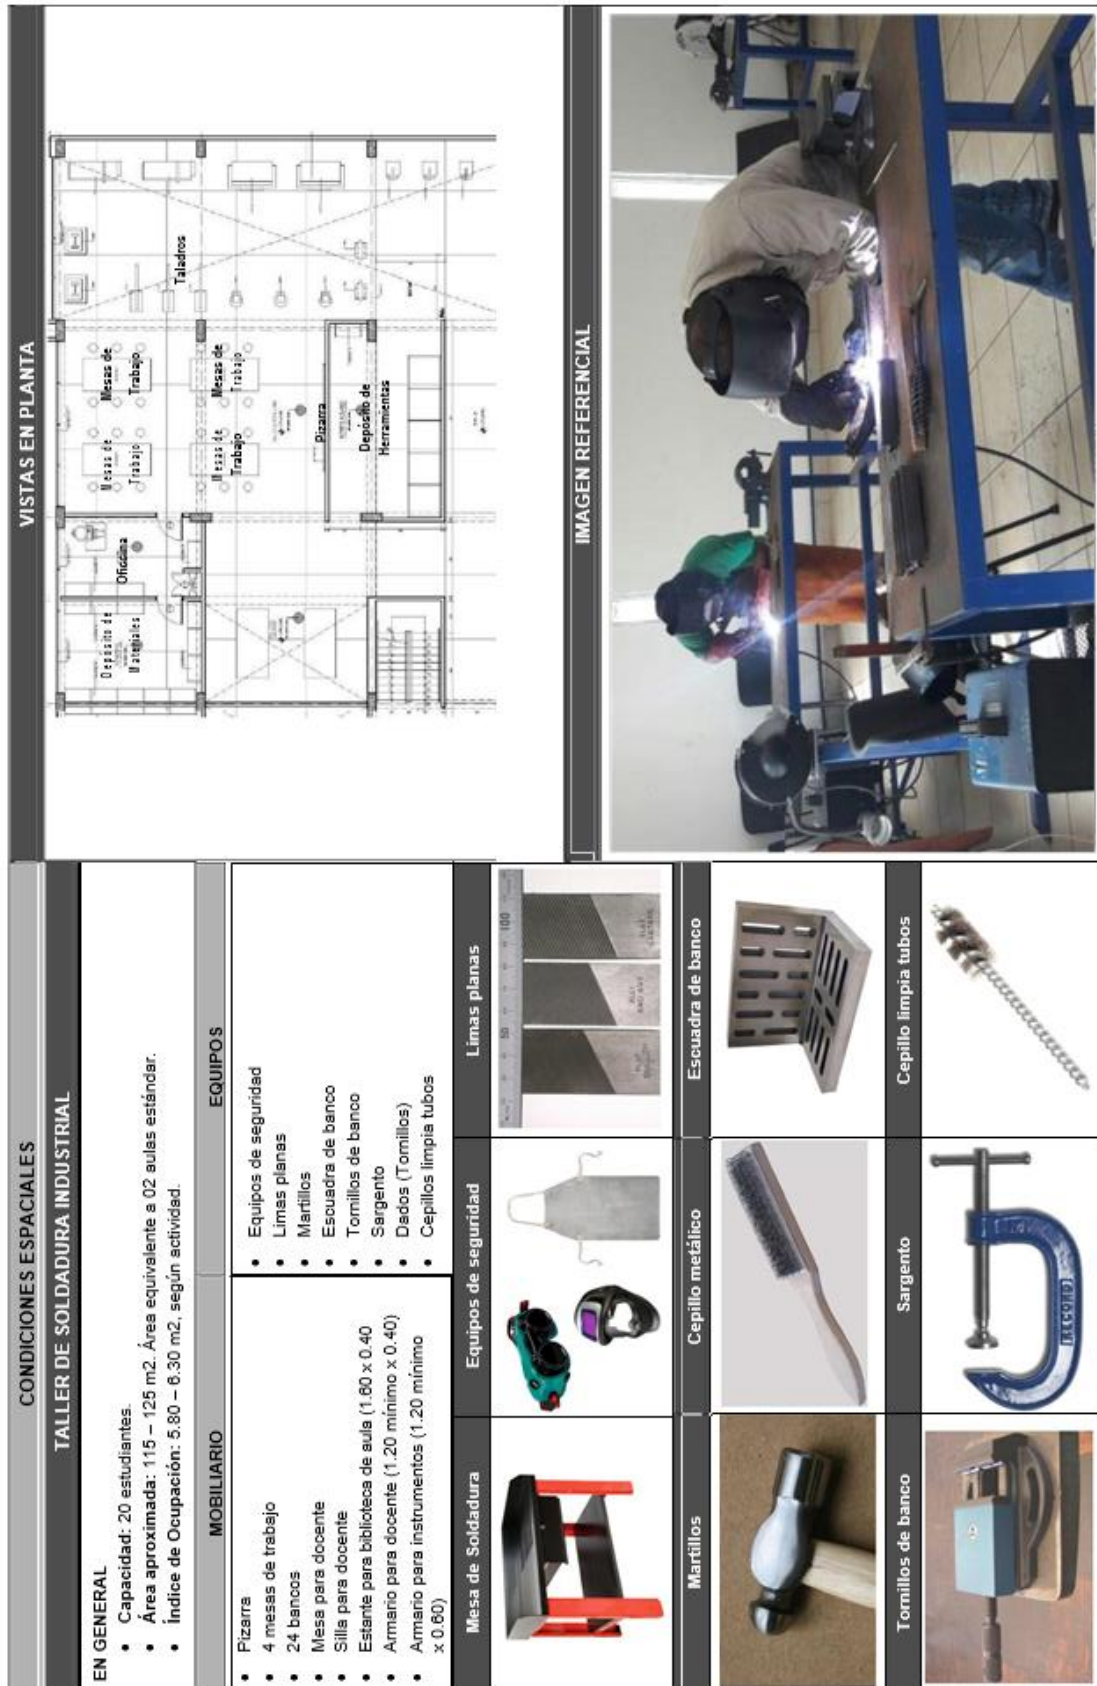 CONDICIONES ESPACIALES
TALLER DE SOLDADURA INDUSTRIAL
EN GENERAL
• Capacidad: 20 estudiantes.
• Área aproximada: 115 – 125 m2. Área equivalente a 02 aulas estándar.
• Índice de Ocupación: 5.80 – 6.30 m2, según actividad.
MOBILIARIO
• Pizarra
• 4 mesas de trabajo
• 24 bancos
• Mesa para docente
• Silla para docente
• Estante para biblioteca de aula (1.60 x 0.40
• Armario para docente (1.20 mínimo x 0.40)
• Armario para instrumentos (1.20 mínimo
x 0.60)
EQUIPOS
• Equipos de seguridad
• Limas planas
• Martillos
• Escuadra de banco
• Tornillos de banco
• Sargento
• Dados (Tornillos)
• Cepillos limpia tubos
Mesa de Soldadura
Equipos de seguridad
Limas planas
50
100
Martillos
Cepillo metálico
Escuadra de banco
Tornillos de banco
Sargento
RECORD
Cepillo limpia tubos
VISTAS EN PLANTA
Depósito de
Materiales
Oficina
Mesas de
Trabajo
Mesas de
Trabajo
Mesas de
Trabajo
Mesas de
Trabajo
Taladros
Pizarra
Depósito de
Herramientas
IMAGEN REFERENCIAL